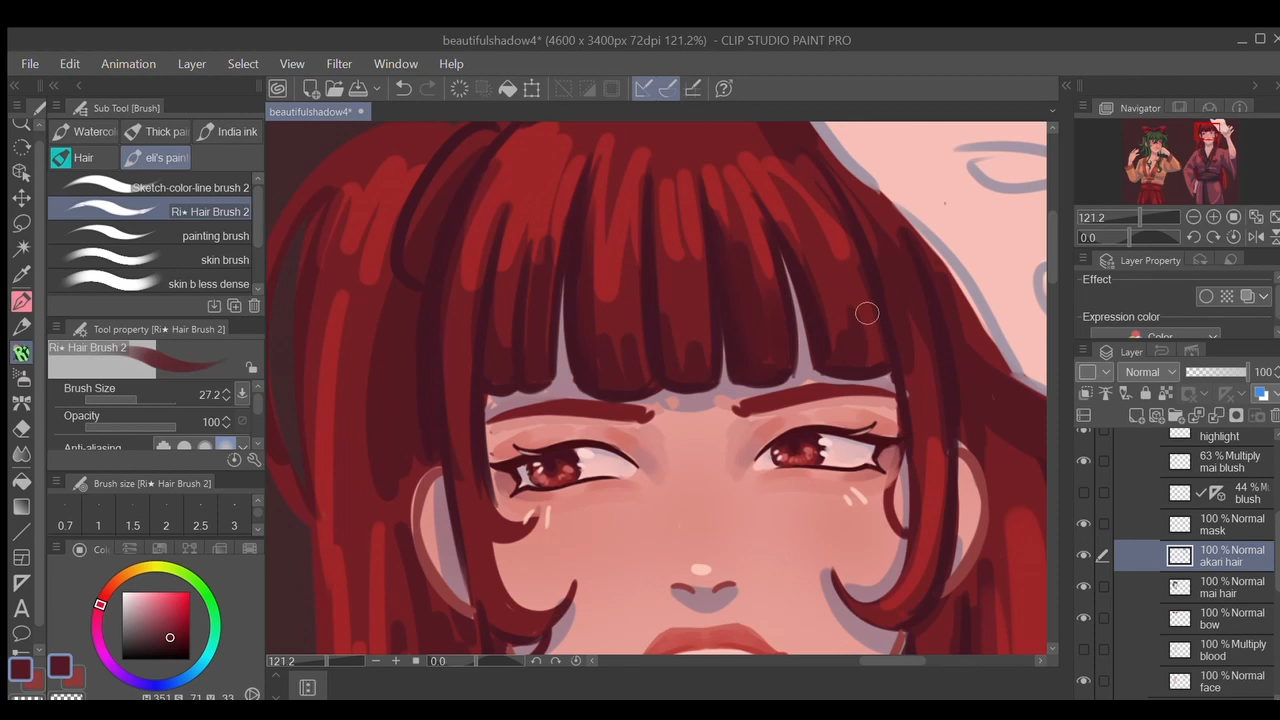 beautifulshadow4* (4600 x 3400px 72dpi 121.2%) - CLIP STUDIO PAINT PRO
File Edit Animation Layer Select View Filter Window Help
Sub Tool [Brush]
beautifulshadow4*
Navigator
Watercol Thick pain India ink
Hair eli's paint
Sketch-color-line brush 2
Ri★ Hair Brush 2
painting brush
skin brush
skin b less dense
121.2
0.0
Layer Property
Effect
Expression color
Color
Tool property [Ri★ Hair Brush 2]
Ri★ Hair Brush 2
Brush Size 27.2
Opacity 100
Anti-aliasing
Layer
Normal 100
highlight
63 % Multiply
mai blush
44 % M
blush
100 % Normal
mask
100 % Normal
akari hair
100 % Normal
mai hair
100 % Normal
bow
100 % Multiply
blood
100 % Normal
face
Brush size [Ri★ Hair Brush 2]
0.7 1 1.5 2 2.5 3
Col
H 351 S 71 V 33
121.2 0.0